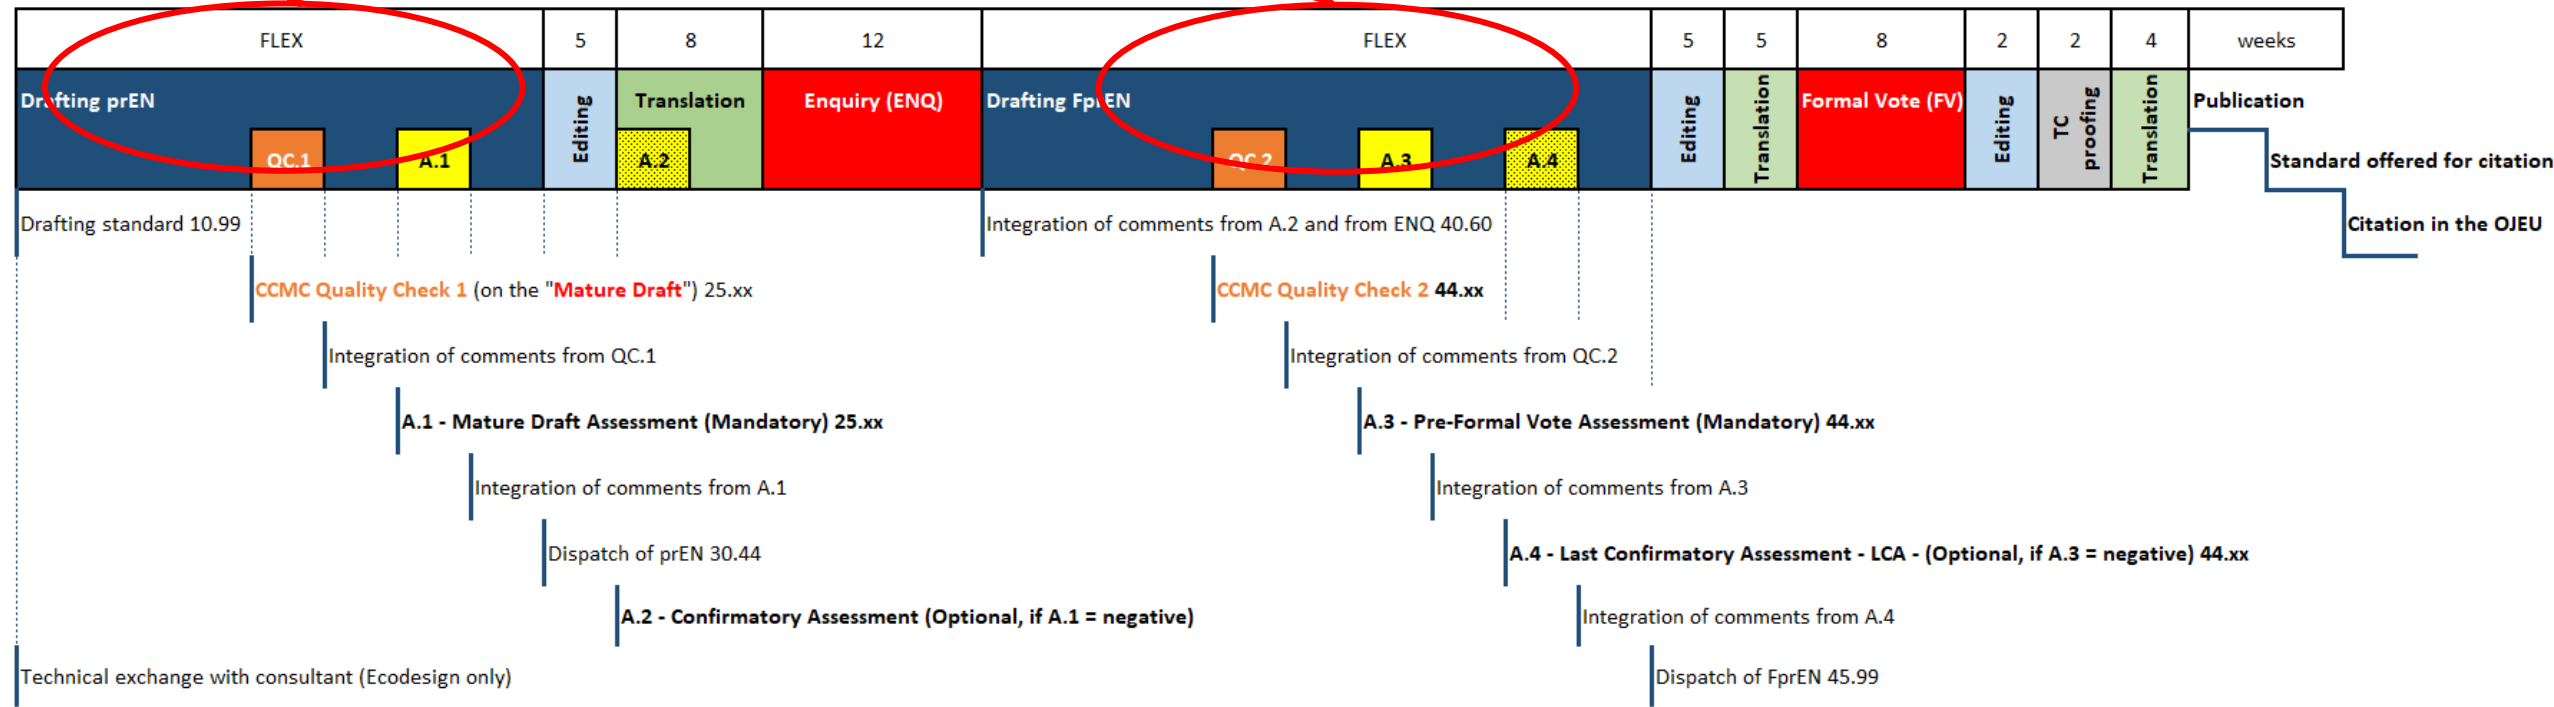 FLEX 5 8 12 FLEX 5 5 8 2 2 4 weeks
Drafting prEN
Editing
Translation
Enquiry (ENQ)
Drafting FprEN
Editing
Translation
Formal Vote (FV)
Editing
TC
proofing
Translation
Publication
QC.1
A.1
A.2
QC.2
A.3
A.4
Standard offered for citation
Citation in the OJEU
Drafting standard 10.99
Integration of comments from A.2 and from ENQ 40.60
CCMC Quality Check 1 (on the "Mature Draft") 25.xx
CCMC Quality Check 2 44.xx
Integration of comments from QC.1
Integration of comments from QC.2
A.1 - Mature Draft Assessment (Mandatory) 25.xx
A.3 - Pre-Formal Vote Assessment (Mandatory) 44.xx
Integration of comments from A.1
Integration of comments from A.3
Dispatch of prEN 30.44
A.4 - Last Confirmatory Assessment - LCA - (Optional, if A.3 = negative) 44.xx
A.2 - Confirmatory Assessment (Optional, if A.1 = negative)
Integration of comments from A.4
Technical exchange with consultant (Ecodesign only)
Dispatch of FprEN 45.99